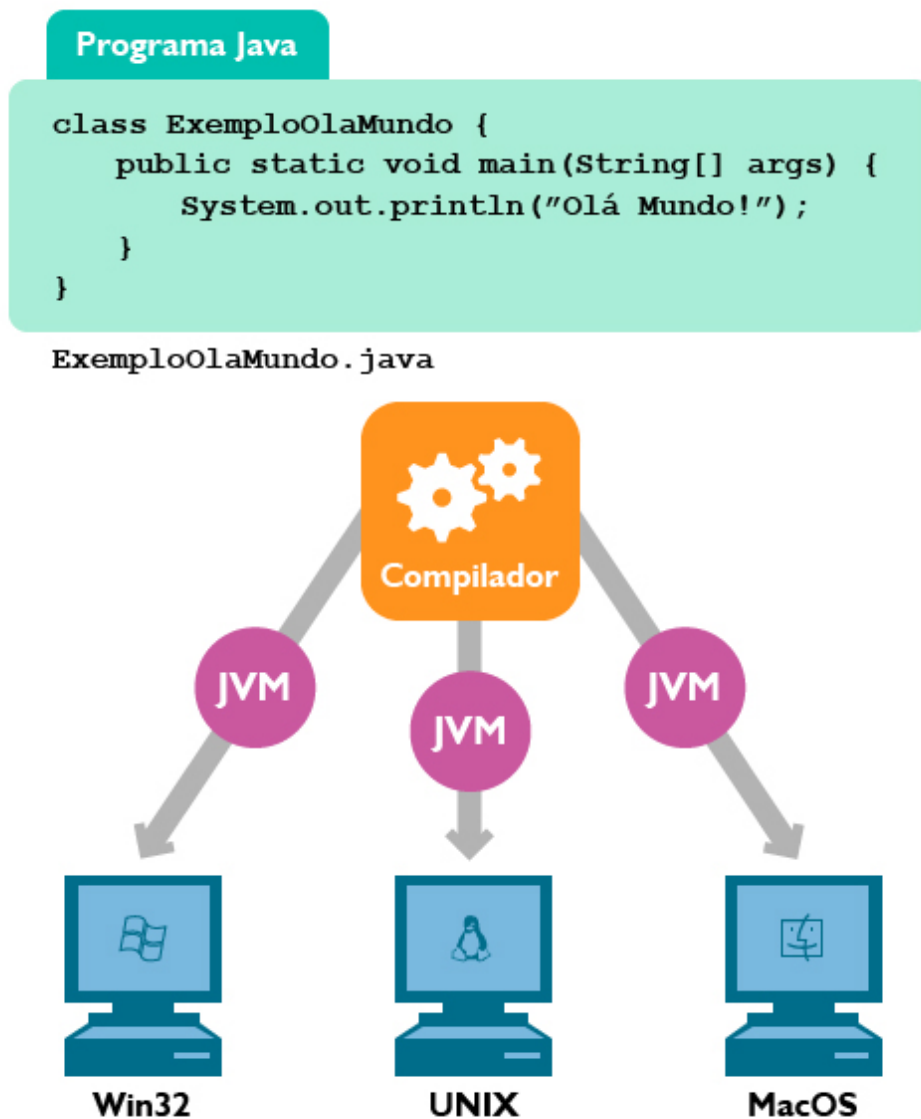 Programa Java
class ExemploOlaMundo {
public static void main(String[] args) {
System.out.println("Olá Mundo!");
}
}
ExemploOlaMundo.java
Compilador
JVM
JVM
JVM
Win32
UNIX
MacOS